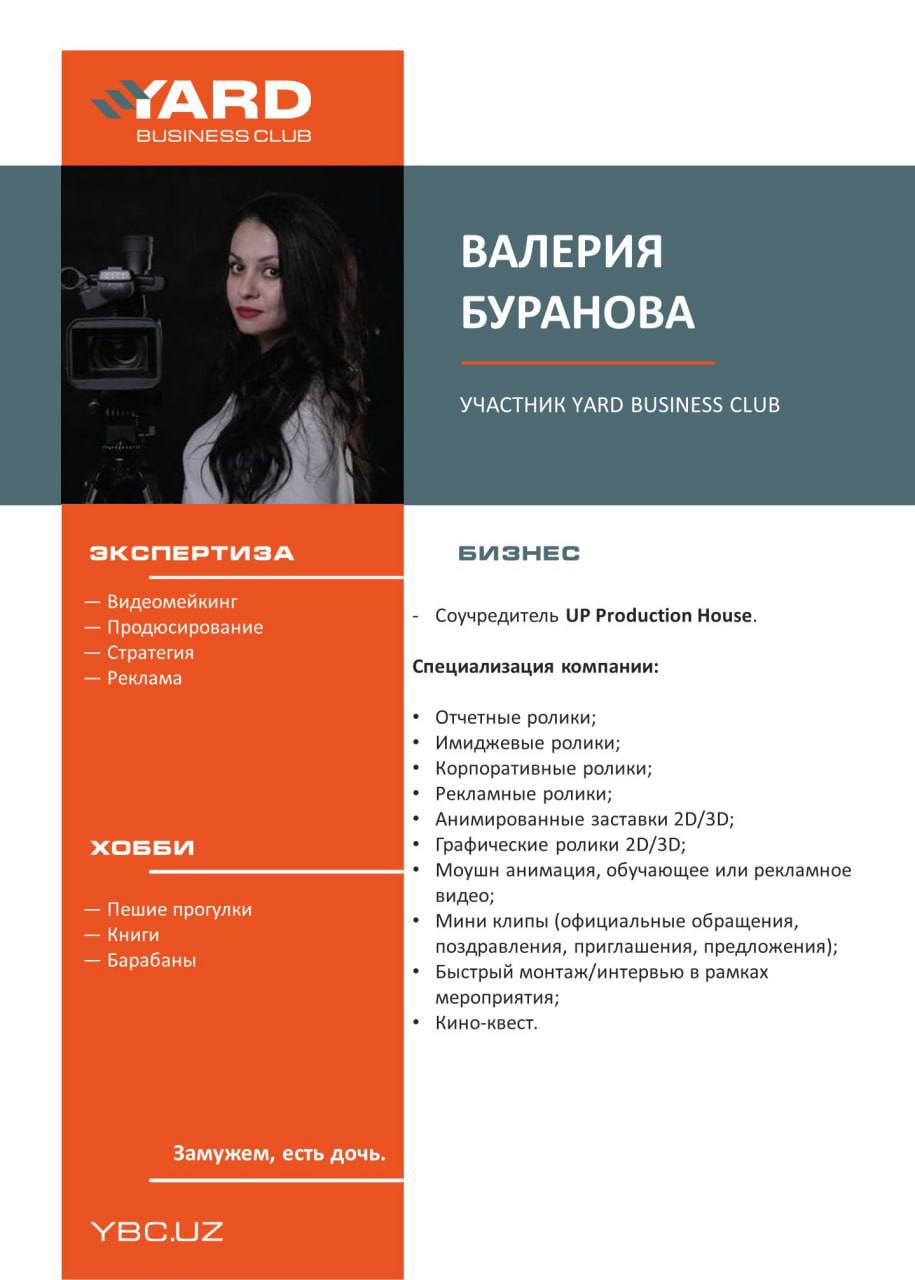 YARD
BUSINESS CLUB
ВАЛЕРИЯ
БУРАНОВА
УЧАСТНИК YARD BUSINESS CLUB
ЭКСПЕРТИЗА
— Видеомейкинг
— Продюсирование
— Стратегия
— Реклама
ХОББИ
— Пешие прогулки
— Книги
— Барабаны
Замужем, есть дочь.
YBC.UZ
БИЗНЕС
- Соучредитель UP Production House.
Специализация компании:
• Отчетные ролики;
• Имиджевые ролики;
• Корпоративные ролики;
• Рекламные ролики;
• Анимированные заставки 2D/3D;
• Графические ролики 2D/3D;
• Моушн анимация, обучающее или рекламное
видео;
• Мини клипы (официальные обращения,
поздравления, приглашения, предложения);
• Быстрый монтаж/интервью в рамках
мероприятия;
• Кино-квест.